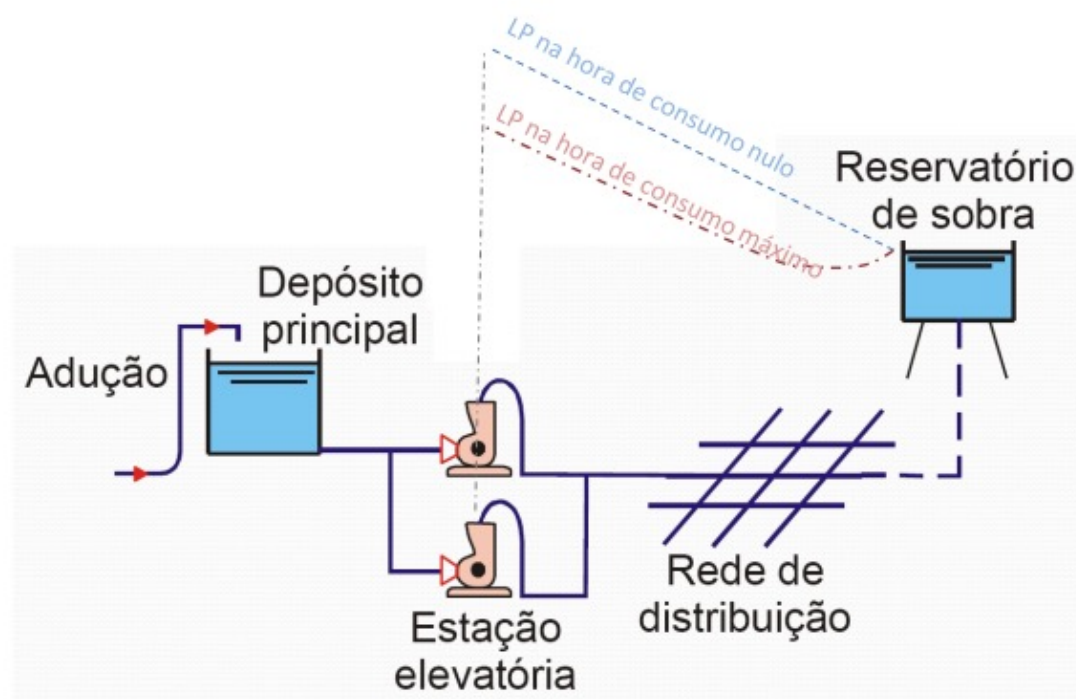 LP na hora de consumo nulo
LP na hora de consumo máximo
Reservatório
de sobra
Depósito
principal
Adução
Rede de
distribuição
Estação
elevatória